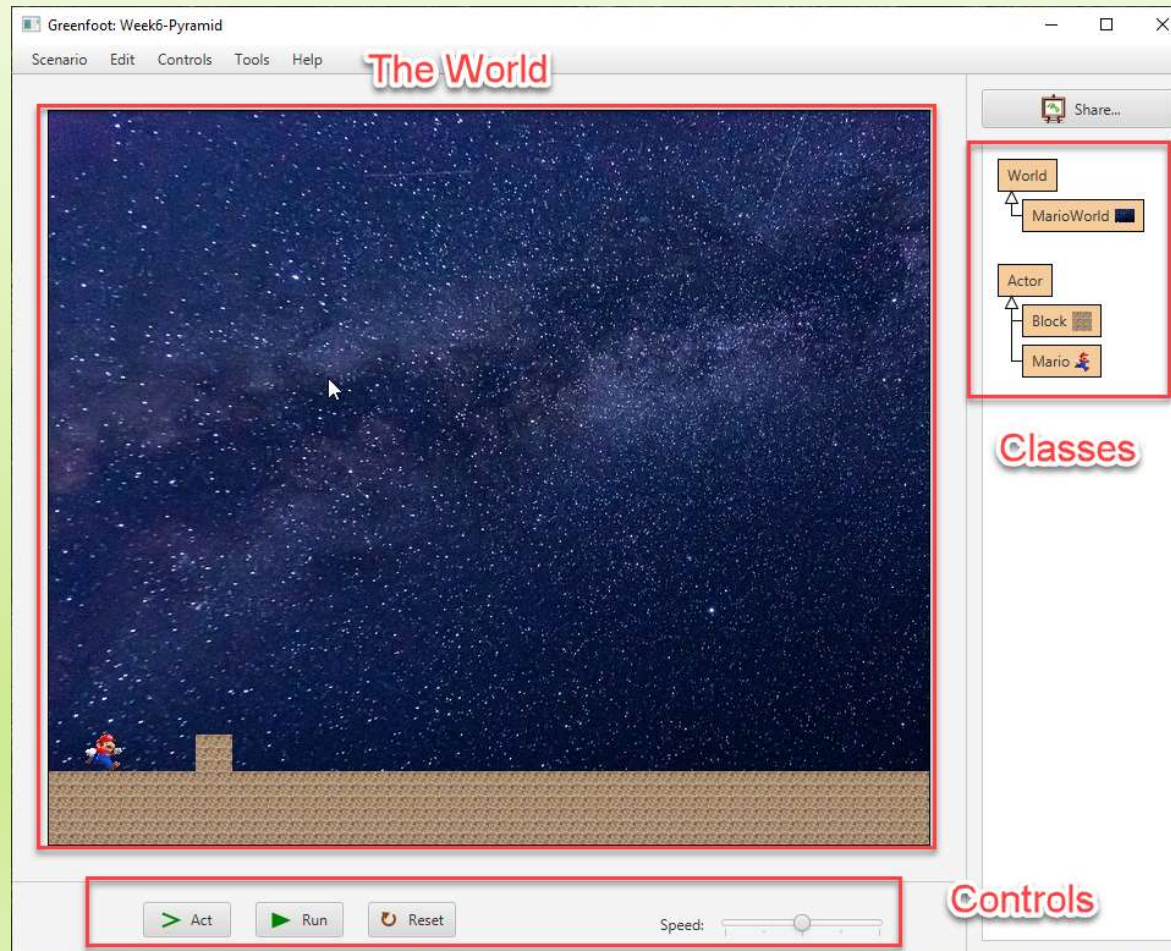 Greenfoot: Week6-Pyramid
Scenario Edit Controls Tools Help
The World
Share...
World
MarioWorld
Actor
Block
Mario
Classes
Controls
Act Run Reset Speed: